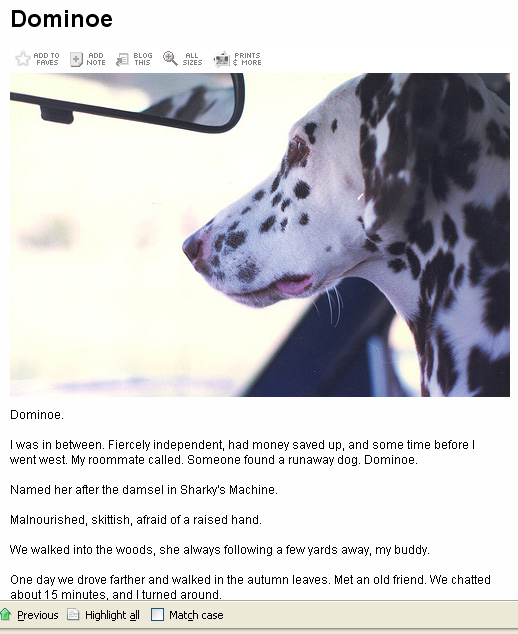 Dominoe
ADD TO FAVES
ADD NOTE
BLOG THIS
ALL SIZES
PRINTS & MORE
Dominoe.
I was in between. Fiercely independent, had money saved up, and some time before I
went west. My roommate called. Someone found a runaway dog. Dominoe.
Named her after the damsel in Sharky's Machine.
Malnourished, skittish, afraid of a raised hand.
We walked into the woods, she always following a few yards away, my buddy.
One day we drove farther and walked in the autumn leaves. Met an old friend. We chatted
about 15 minutes, and I turned around.
Previous Highlight all Match case